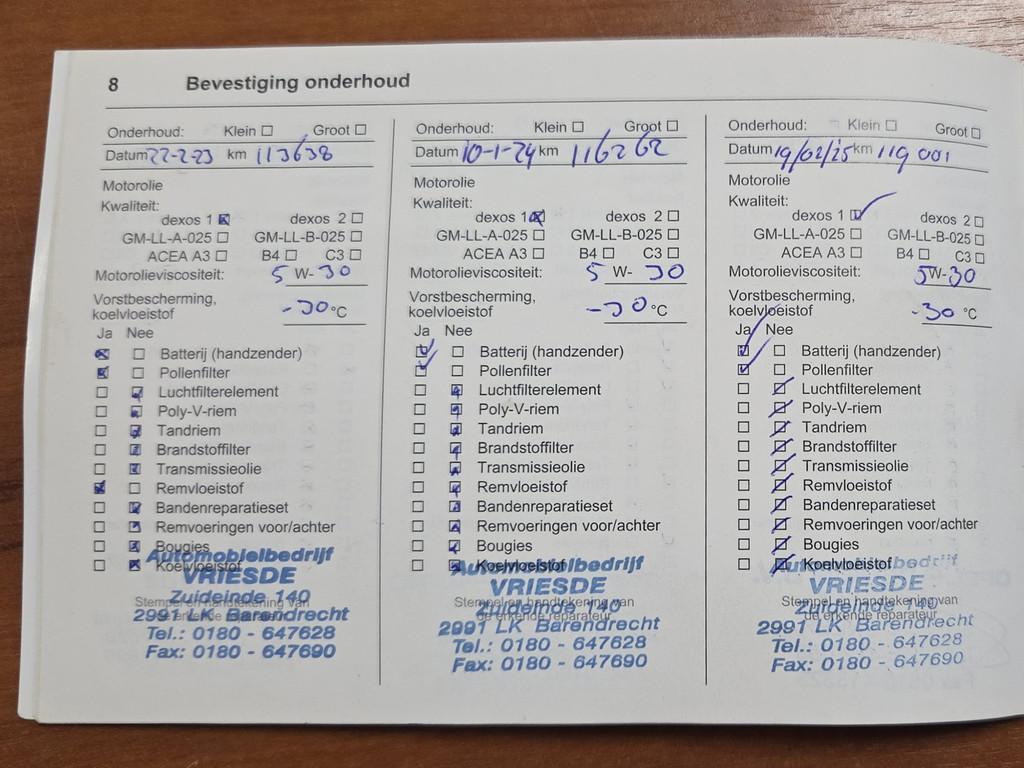 8 Bevestiging onderhoud
Onderhoud: Klein Groot
Datum 22-2-23 km 113638
Motorolie
Kwaliteit:
dexos 1 dexos 2
GM-LL-A-025 GM-LL-B-025
ACEA A3 B4 C3
Motorolieviscositeit: 5 W- 30
Vorstbescherming,
koelvloeistof -30 °C
Ja Nee
Batterij (handzender)
Pollenfilter
Luchtfilterelement
Poly-V-riem
Tandriem
Brandstoffilter
Transmissieolie
Remvloeistof
Bandenreparatieset
Remvoeringen voor/achter
Bougies
Koelvloeistof
Automobielbedrijf
VRIESDE
Stempel en handtekening van
Zuideinde 140
de erkende reparateur
2991 LK Barendrecht
Tel.: 0180 - 647628
Fax: 0180 - 647690
Onderhoud: Klein Groot
Datum 10-1-24 km 116262
Motorolie
Kwaliteit:
dexos 1 dexos 2
GM-LL-A-025 GM-LL-B-025
ACEA A3 B4 C3
Motorolieviscositeit: 5 W- 30
Vorstbescherming,
koelvloeistof -30 °C
Ja Nee
Batterij (handzender)
Pollenfilter
Luchtfilterelement
Poly-V-riem
Tandriem
Brandstoffilter
Transmissieolie
Remvloeistof
Bandenreparatieset
Remvoeringen voor/achter
Bougies
Koelvloeistof
Automobielbedrijf
VRIESDE
Stempel en handtekening van
Zuideinde 140
de erkende reparateur
2991 LK Barendrecht
Tel.: 0180 - 647628
Fax: 0180 - 647690
Onderhoud: Klein Groot
Datum 19/02/25 km 119 001
Motorolie
Kwaliteit:
dexos 1 dexos 2
GM-LL-A-025 GM-LL-B-025
ACEA A3 B4 C3
Motorolieviscositeit: 5W-30
Vorstbescherming,
koelvloeistof -30 °C
Ja Nee
Batterij (handzender)
Pollenfilter
Luchtfilterelement
Poly-V-riem
Tandriem
Brandstoffilter
Transmissieolie
Remvloeistof
Bandenreparatieset
Remvoeringen voor/achter
Bougies
Koelvloeistof
Automobielbedrijf
VRIESDE
Stempel en handtekening van
Zuideinde 140
de erkende reparateur
2991 LK Barendrecht
Tel.: 0180 - 647628
Fax: 0180 - 647690